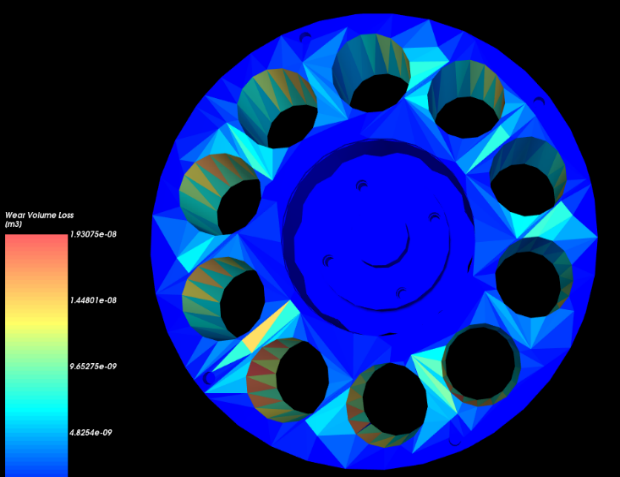 Wear Volume Loss
(m3)
1.93075e-08
1.44801e-08
9.65275e-09
4.8254e-09